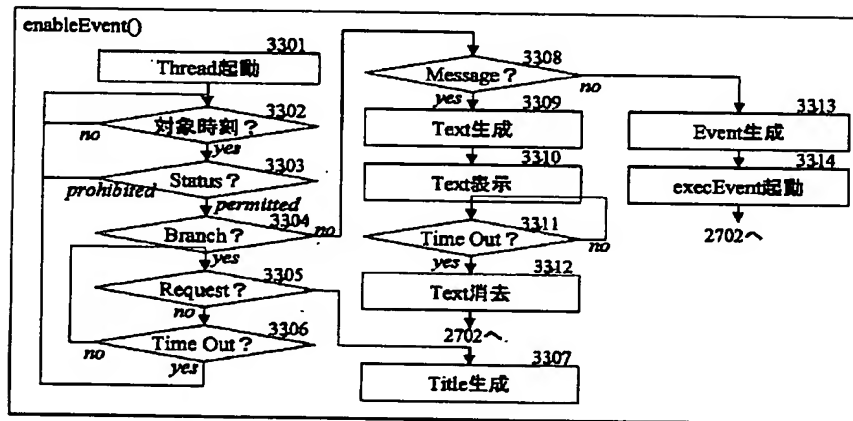 enableEvent()
3301
Thread起動
3302
対象時刻？
no
yes
3303
Status？
prohibited
permitted
3304
Branch？
no
yes
3305
Request？
no
3306
Time Out？
no
yes
3308
Message？
yes
no
3309
Text生成
3310
Text表示
3311
Time Out？
no
yes
3312
Text消去
2702へ
3307
Title生成
3313
Event生成
3314
execEvent起動
2702へ